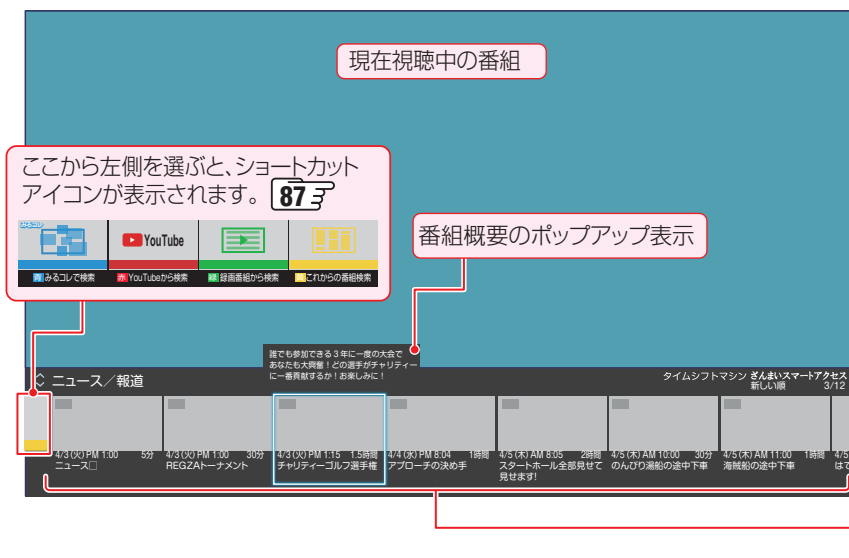 現在視聴中の番組
ここから左側を選ぶと、ショートカット
アイコンが表示されます。 87
みるコレ
YouTube
青 みるコレで検索
赤 YouTubeから検索
緑 録画番組から検索
黄 これからの番組検索
番組概要のポップアップ表示
誰でも参加できる3年に一度の大会で
あなたも大興奮！どの選手がチャリティー
に一番貢献するか！お楽しみに！
ニュース／報道
タイムシフトマシン ざんまいスマートアクセス
新しい順 3/12
4/3 (火) PM 1:00 5分
ニュース□
4/3 (火) PM 1:00 30分
REGZAトーナメント
4/3 (火) PM 1:15 1.5時間
チャリティーゴルフ選手権
4/4 (水) PM 8:04 1時間
アプローチの決め手
4/5 (木) AM 8:05 2時間
スタートホール全部見せて
見せます!
4/5 (木) AM 10:00 30分
のんびり湯船の途中下車
4/5 (木) AM 11:00 1時間
海賊船の途中下車
4/5
はて